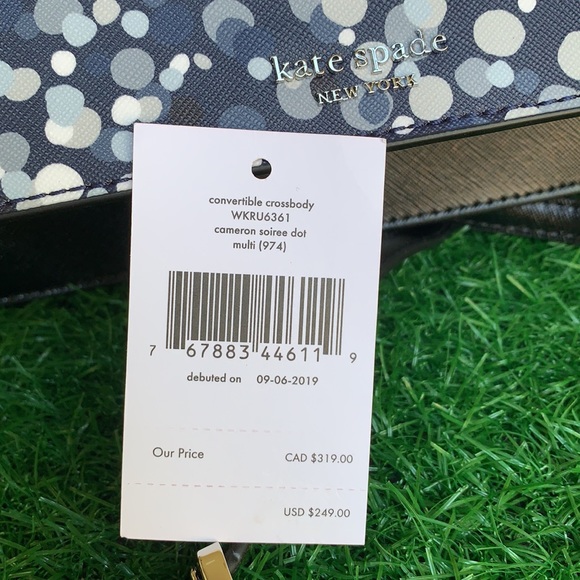 kate spade
NEW YORK
convertible crossbody
WKRU6361
cameron soiree dot
multi (974)
7 67883 44611 9
debuted on 09-06-2019
Our Price CAD $319.00
USD $249.00